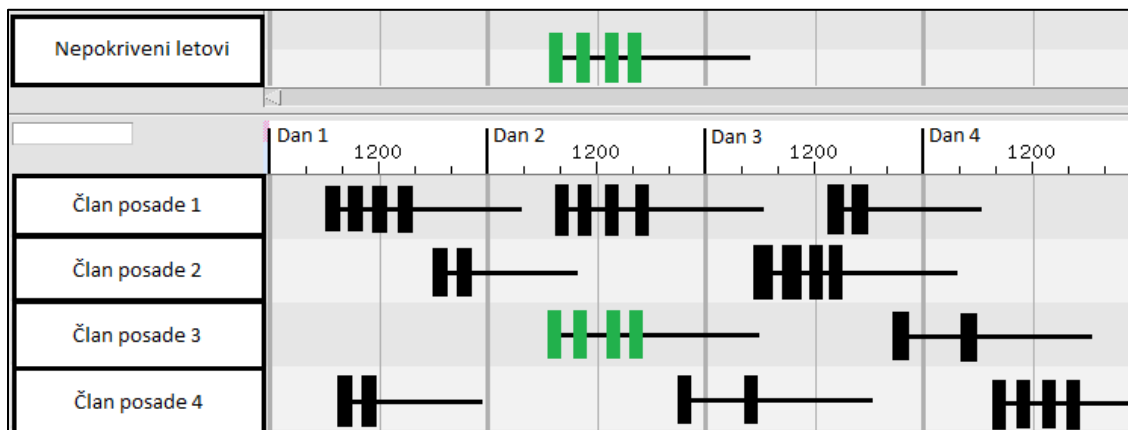 Nepokriveni letovi
Dan 1 Dan 2 Dan 3 Dan 4
1200 1200 1200 1200
Član posade 1
Član posade 2
Član posade 3
Član posade 4